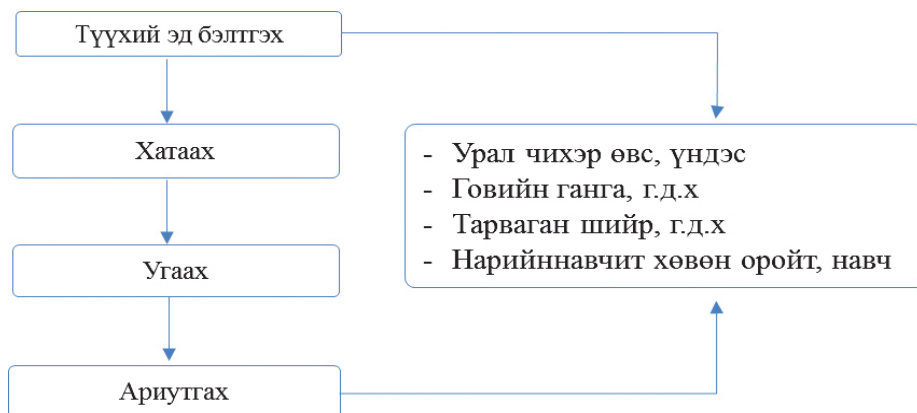 Түүхий эд бэлтгэх
Хатаах
Угаах
Ариутгах
- Урал чихэр өвс, үндэс
- Говийн ганга, г.д.х
- Тарваган шийр, г.д.х
- Нарийннавчит хөвөн оройт, навч